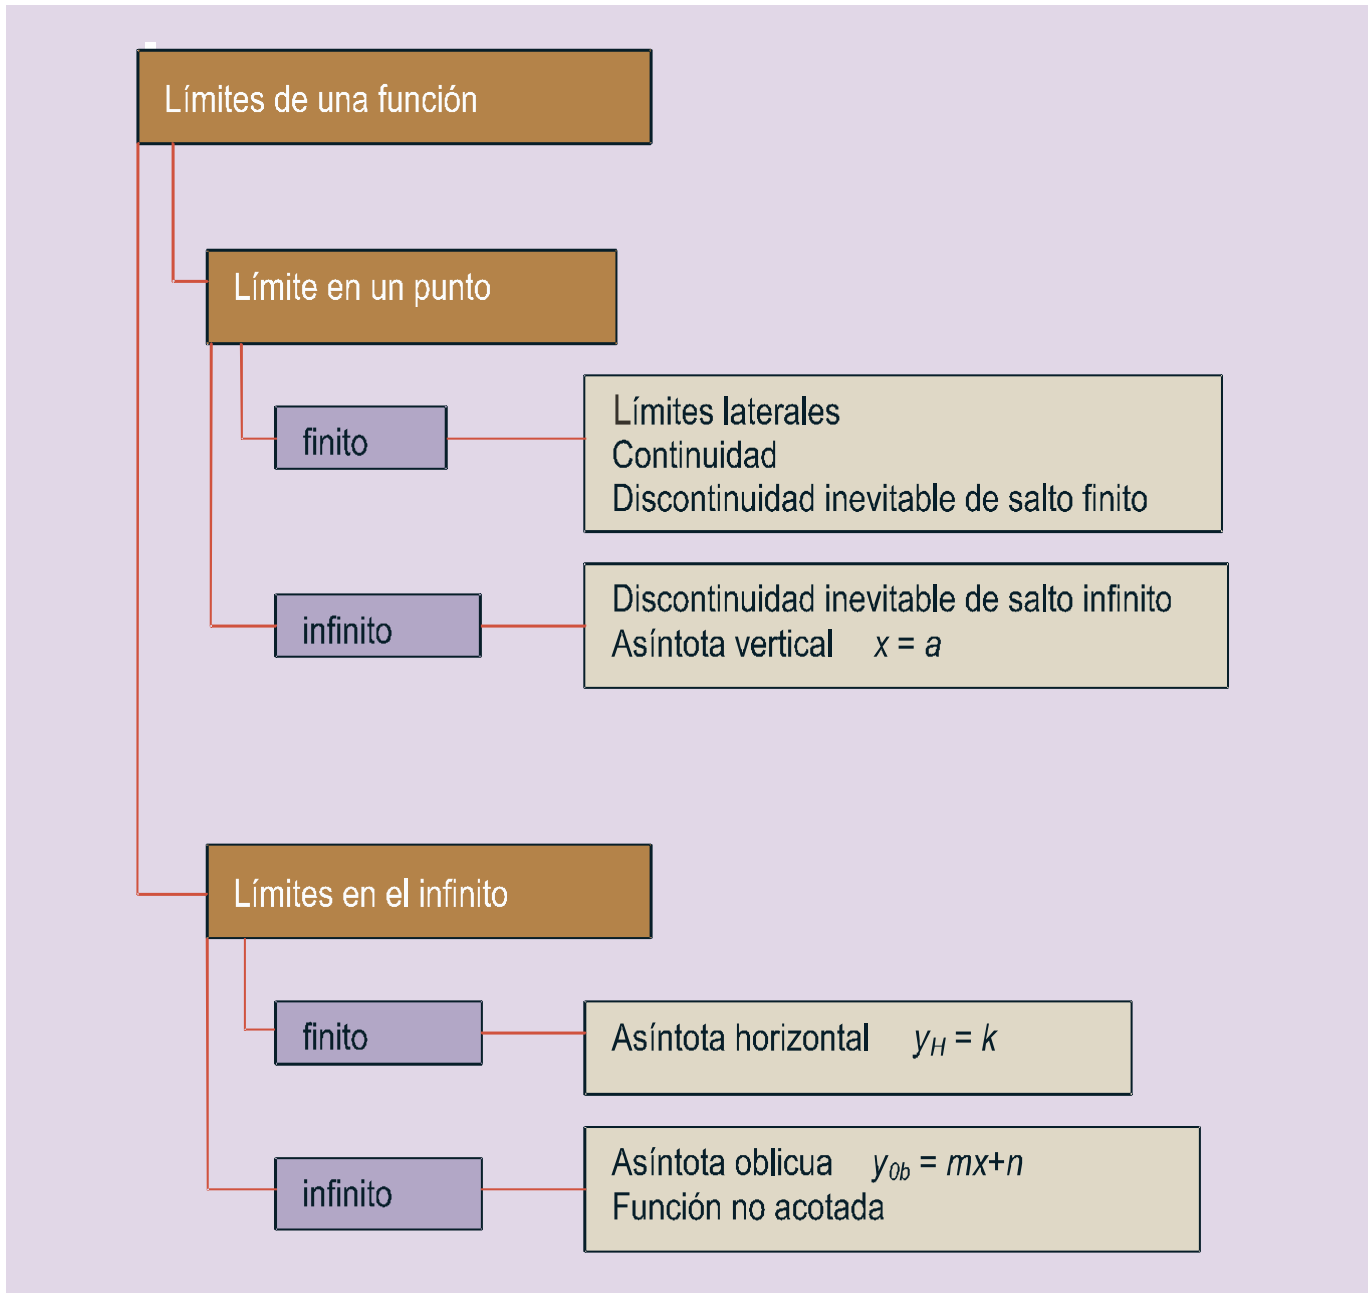 Límites de una función
Límite en un punto
finito
Límites laterales
Continuidad
Discontinuidad inevitable de salto finito
infinito
Discontinuidad inevitable de salto infinito
Asíntota vertical x = a
Límites en el infinito
finito
Asíntota horizontal y_H = k
infinito
Asíntota oblicua y_{0b} = mx+n
Función no acotada